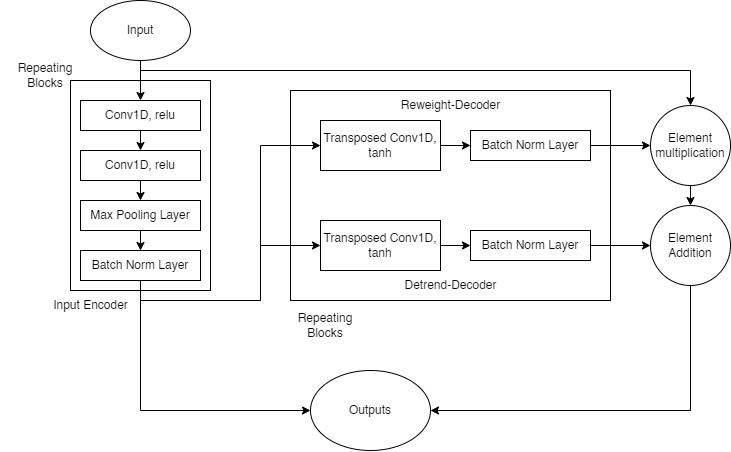 Input
Repeating
Blocks
Conv1D, relu
Conv1D, relu
Max Pooling Layer
Batch Norm Layer
Input Encoder
Reweight-Decoder
Transposed Conv1D,
tanh
Batch Norm Layer
Element
multiplication
Transposed Conv1D,
tanh
Batch Norm Layer
Element
Addition
Detrend-Decoder
Repeating
Blocks
Outputs